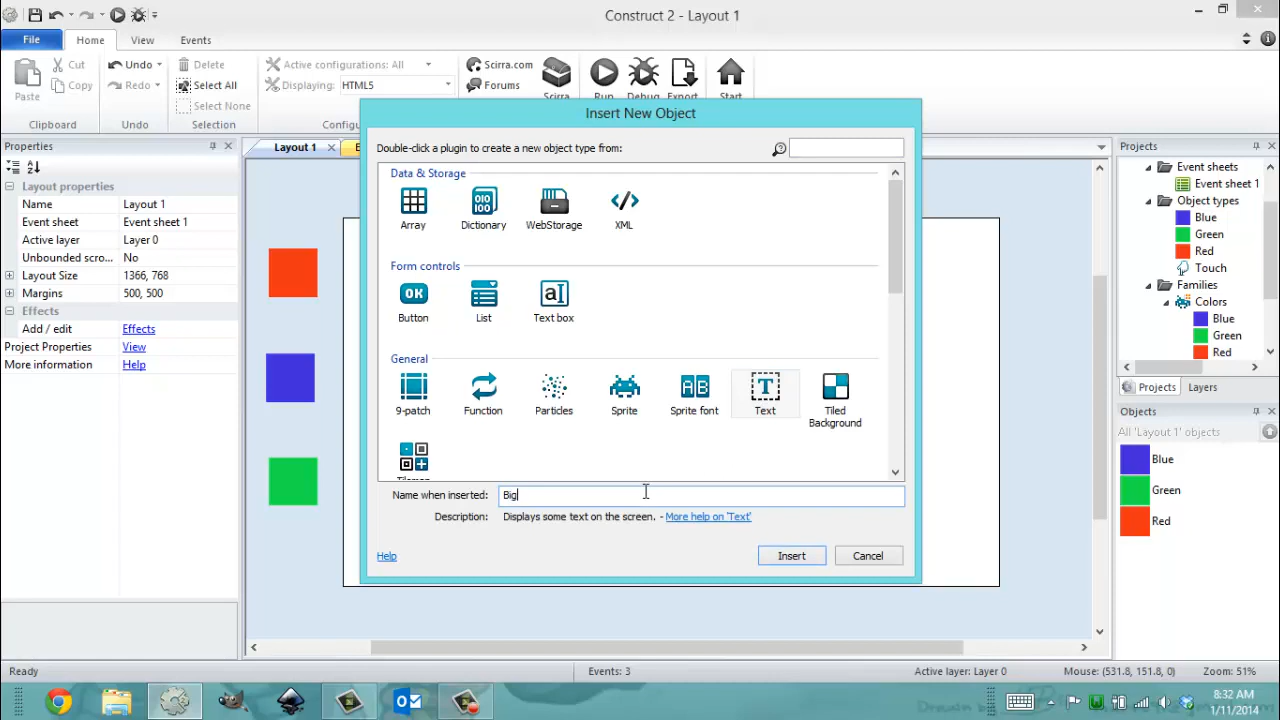 Construct 2 - Layout 1
File
Home
View
Events
Paste
Cut
Copy
Clipboard
Undo
Redo
Undo
Delete
Select All
Select None
Selection
Active configurations: All
Displaying: HTML5
Configu
Scirra.com
Forums
Scirra
Run
Debug
Export
Start
Properties
Layout properties
Name Layout 1
Event sheet Event sheet 1
Active layer Layer 0
Unbounded scro... No
Layout Size 1366, 768
Margins 500, 500
Effects
Add / edit Effects
Project Properties View
More information Help
Layout 1
E
Insert New Object
Double-click a plugin to create a new object type from:
Data & Storage
Array
Dictionary
WebStorage
XML
Form controls
OK
Button
List
Text box
General
9-patch
Function
Particles
Sprite
Sprite font
Text
Tiled
Background
Tilemap
Name when inserted: Big
Description: Displays some text on the screen. - More help on 'Text'
Help
Insert
Cancel
Projects
Event sheets
Event sheet 1
Object types
Blue
Green
Red
Touch
Families
Colors
Blue
Green
Red
Projects
Layers
Objects
All 'Layout 1' objects
Blue
Green
Red
Ready
Events: 3
Active layer: Layer 0
Mouse: (531.8, 151.8, 0)
Zoom: 51%
8:32 AM
1/11/2014